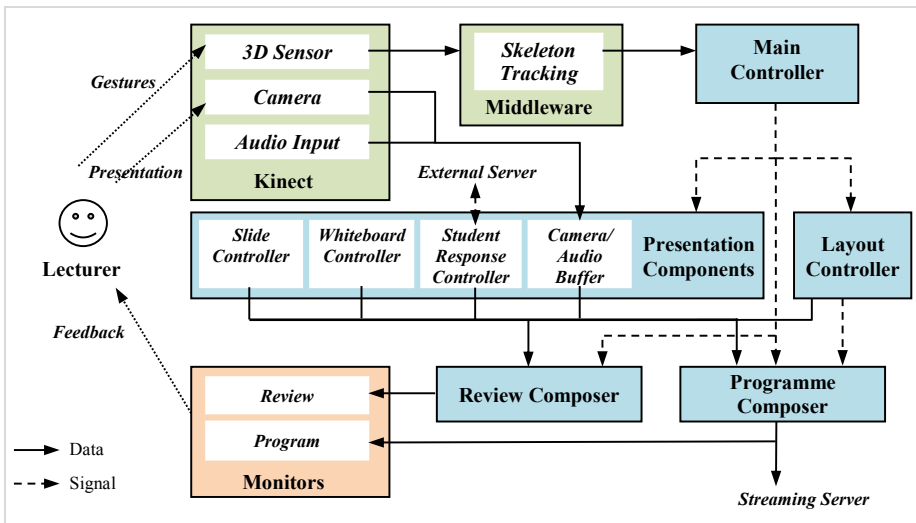 3D Sensor
Skeleton
Tracking
Main
Controller
Gestures
Camera
Middleware
Audio Input
Presentation
Kinect
External Server
Slide
Controller
Whiteboard
Controller
Student
Response
Controller
Camera/
Audio
Buffer
Presentation
Components
Layout
Controller
Lecturer
Feedback
Review
Review Composer
Programme
Composer
Program
Monitors
Data
Signal
Streaming Server